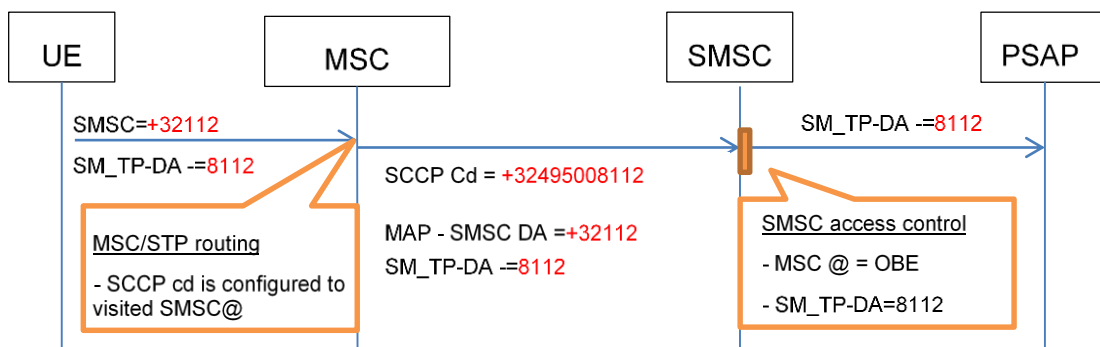 UE
MSC
SMSC
PSAP
SMSC=+32112
SM_TP-DA -=8112
SM_TP-DA -=8112
SCCP Cd = +32495008112
MAP - SMSC DA =+32112
SM_TP-DA -=8112
MSC/STP routing
- SCCP cd is configured to
visited SMSC@
SMSC access control
- MSC @ = OBE
- SM_TP-DA=8112